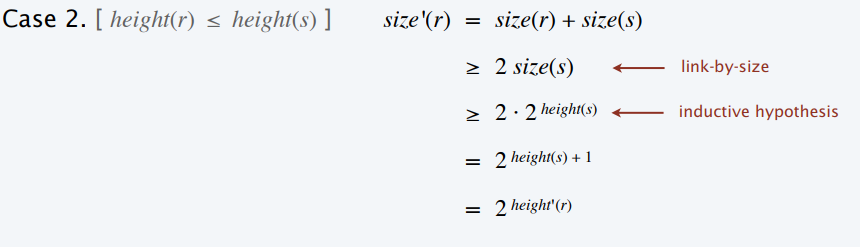 Case 2. [ height(r) ≤ height(s) ] size'(r) = size(r) + size(s)
≥ 2 size(s) ← link-by-size
≥ 2 · 2^height(s) ← inductive hypothesis
= 2^height(s) + 1
= 2^height'(r)